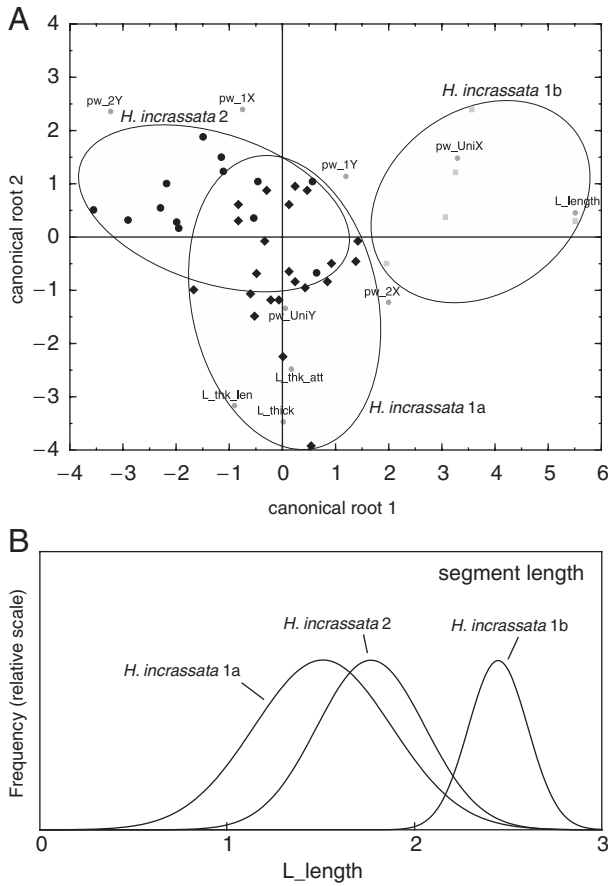 A
4
3
2
1
0
−1
−2
−3
−4
canonical root 2
pw_2Y
pw_1X
H. incrassata 2
H. incrassata 1b
pw_1Y
pw_UniX
L_length
pw_2X
pw_UniY
L_thk_att
L_thk_len
L_thick
H. incrassata 1a
−4 −3 −2 −1 0 1 2 3 4 5 6
canonical root 1
B
segment length
H. incrassata 2
H. incrassata 1b
H. incrassata 1a
Frequency (relative scale)
0 1 2 3
L_length